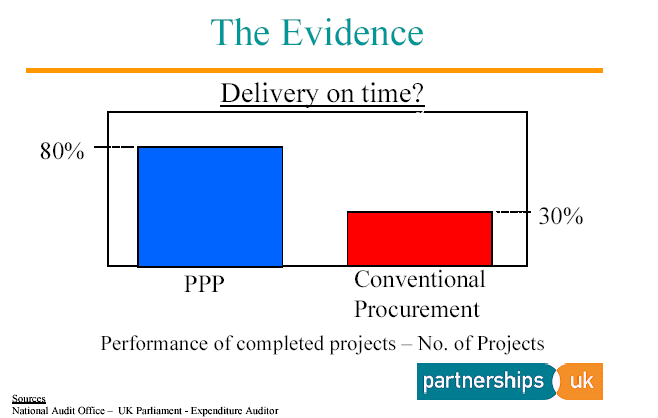 The Evidence
Delivery on time?
80%
30%
PPP
Conventional
Procurement
Performance of completed projects – No. of Projects
partnerships uk
Sources
National Audit Office – UK Parliament - Expenditure Auditor